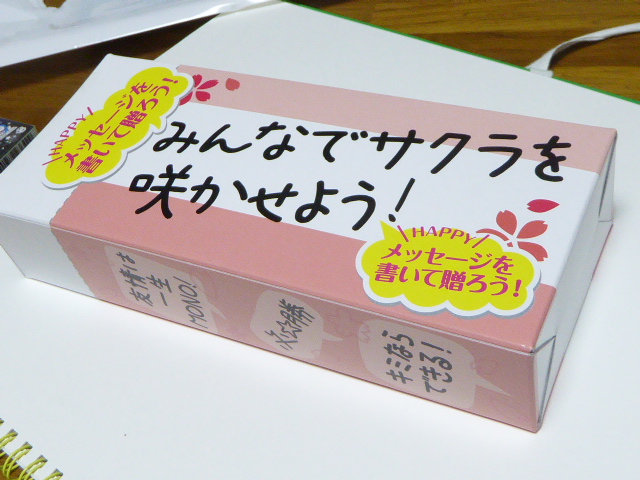 HAPPY
メッセージを
書いて贈ろう!
みんなでサクラを
咲かせよう!
HAPPY
メッセージを
書いて贈ろう!
友情は
一生
MONO!
必勝
キミなら
できる!